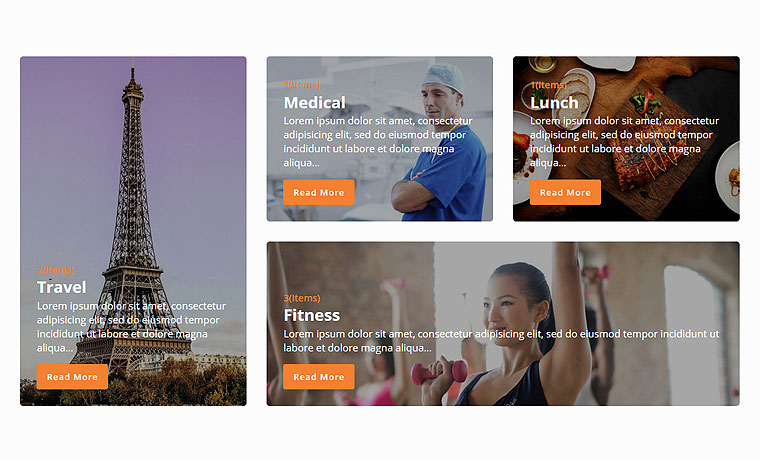 Medical
Lorem ipsum dolor sit amet, consectetur
adipisicing elit, sed do eiusmod tempor
incididunt ut labore et dolore magna
aliqua...
Read More
1(Items)
Lunch
Lorem ipsum dolor sit amet, consectetur
adipisicing elit, sed do eiusmod tempor
incididunt ut labore et dolore magna
aliqua...
Read More
2(Items)
Travel
Lorem ipsum dolor sit amet, consectetur
adipisicing elit, sed do eiusmod tempor
incididunt ut labore et dolore magna
aliqua...
Read More
3(Items)
Fitness
Lorem ipsum dolor sit amet, consectetur adipisicing elit, sed do eiusmod tempor incididunt ut
labore et dolore magna aliqua...
Read More